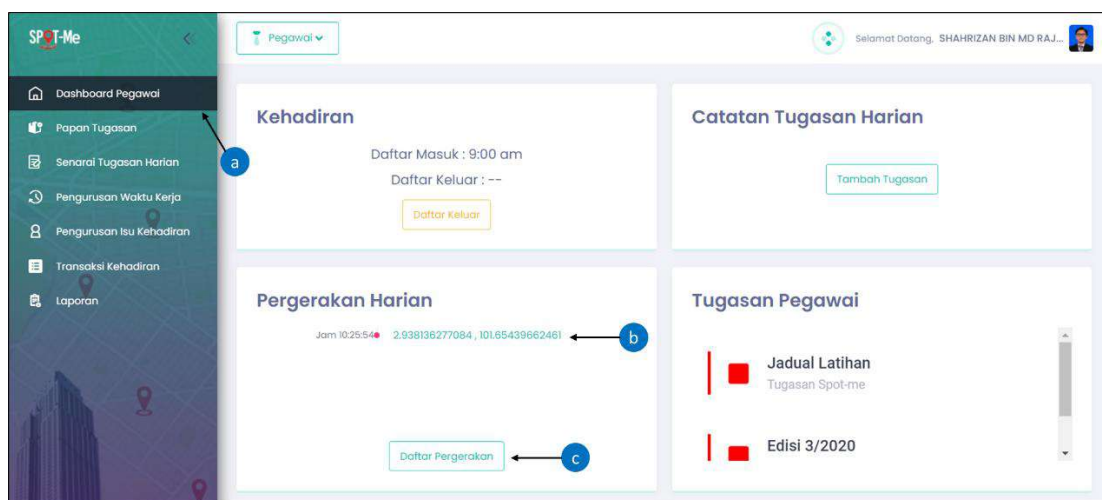 SPOT-Me
Pegawai
Selamat Datang, SHAHRIZAN BIN MD RAJ...
Dashboard Pegawai
Papan Tugasan
Senarai Tugasan Harian
Pengurusan Waktu Kerja
Pengurusan Isu Kehadiran
Transaksi Kehadiran
Laporan
a
Kehadiran
Daftar Masuk : 9:00 am
Daftar Keluar : --
Daftar Keluar
Catatan Tugasan Harian
Tambah Tugasan
Pergerakan Harian
Jam 10:25:54 2.938136277084 , 101.65439662461
b
Daftar Pergerakan
c
Tugasan Pegawai
Jadual Latihan
Tugasan Spot-me
Edisi 3/2020